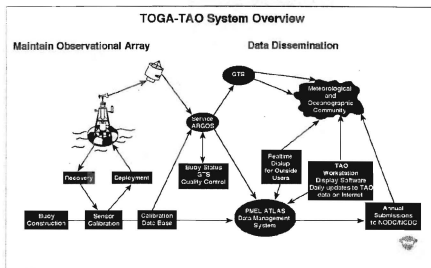 TOGA-TAO System Overview
Maintain Observational Array
Data Dissemination
GTS
Meteorological
and
Oceanographic
Community
Service
ARGOS
Buoy Status
GTS
Quality Control
Realtime
Dialup
for Outside
Users
TAO
Workstation
Display Software
Daily updates to TAO
data on Internet
Recovery
Deployment
Buoy
Construction
Sensor
Calibration
Calibration
Data Base
PMEL ATLAS
Data Management
System
Annual
Submissions
to NODC/NCDC